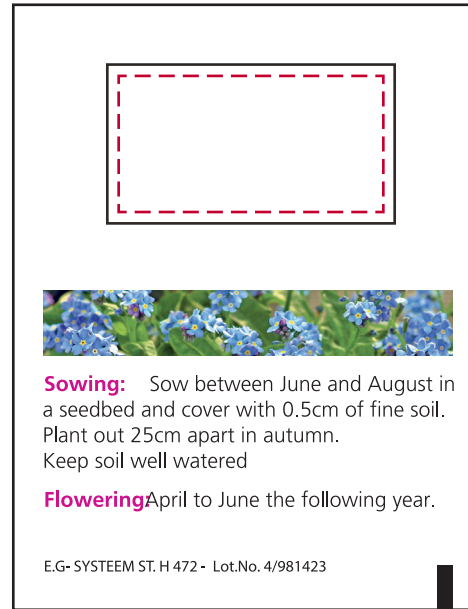 Sowing: Sow between June and August in
a seedbed and cover with 0.5cm of fine soil.
Plant out 25cm apart in autumn.
Keep soil well watered
Flowering: April to June the following year.
E.G- SYSTEEM ST. H 472 - Lot.No. 4/981423